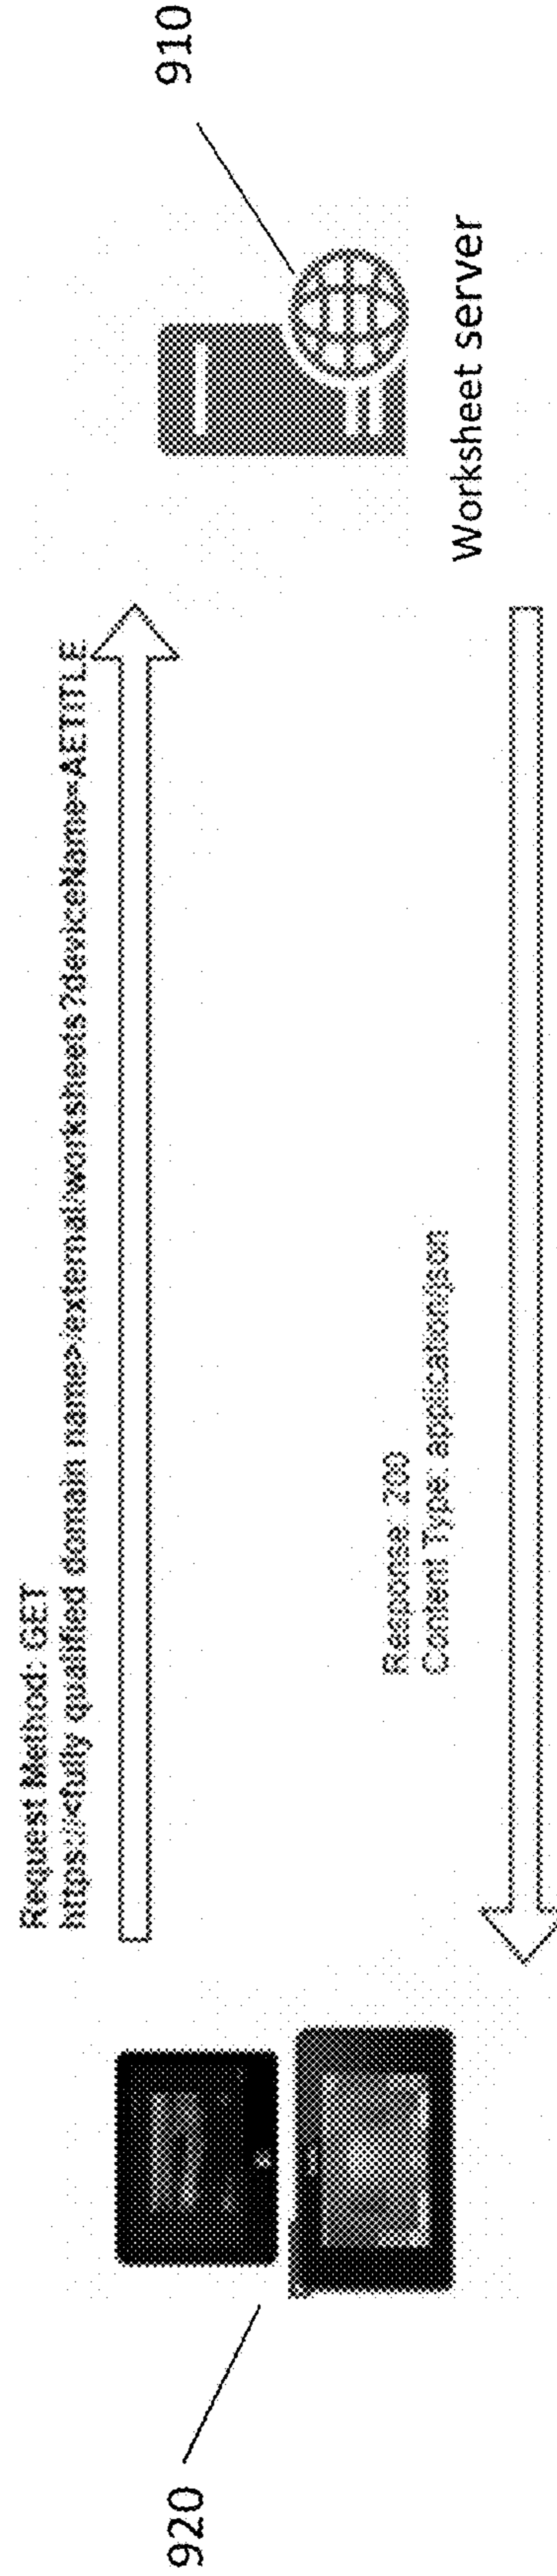 Request Method: GET
https://<fully qualified domain name>/external/worksheets?deviceName=AETITLE
910
920
Worksheet server
Response: 200
Content Type: application/json